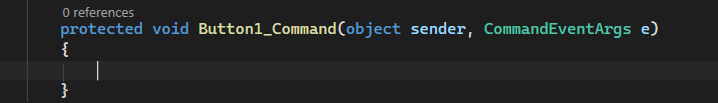 0 references
protected void Button1_Command(object sender, CommandEventArgs e)
{
}